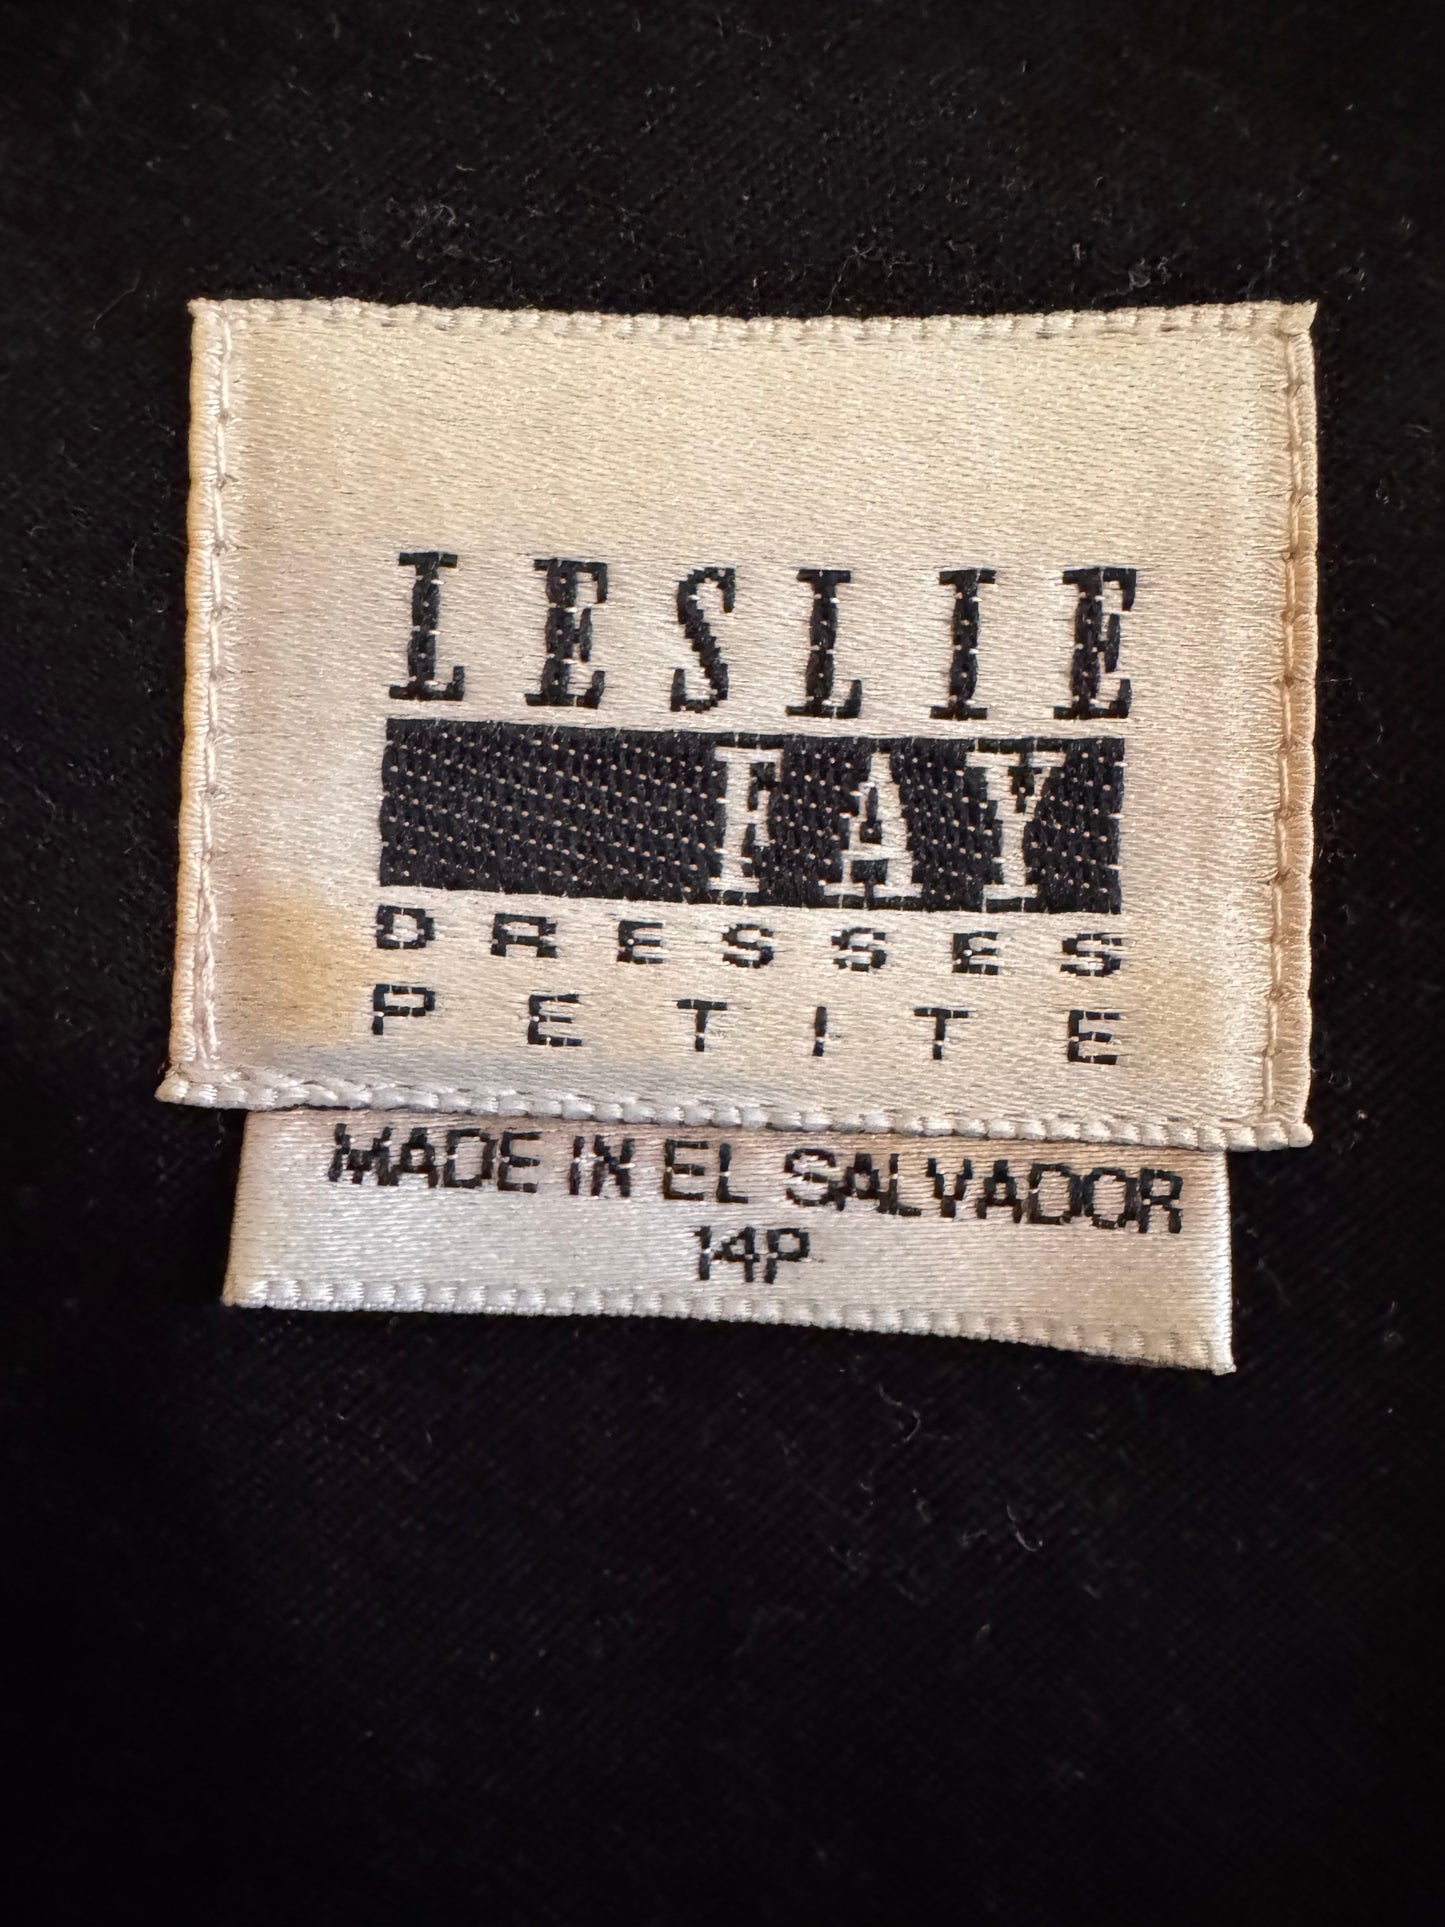 LESLIE
FAY
DRESSES
PETITE
MADE IN EL SALVADOR
14P